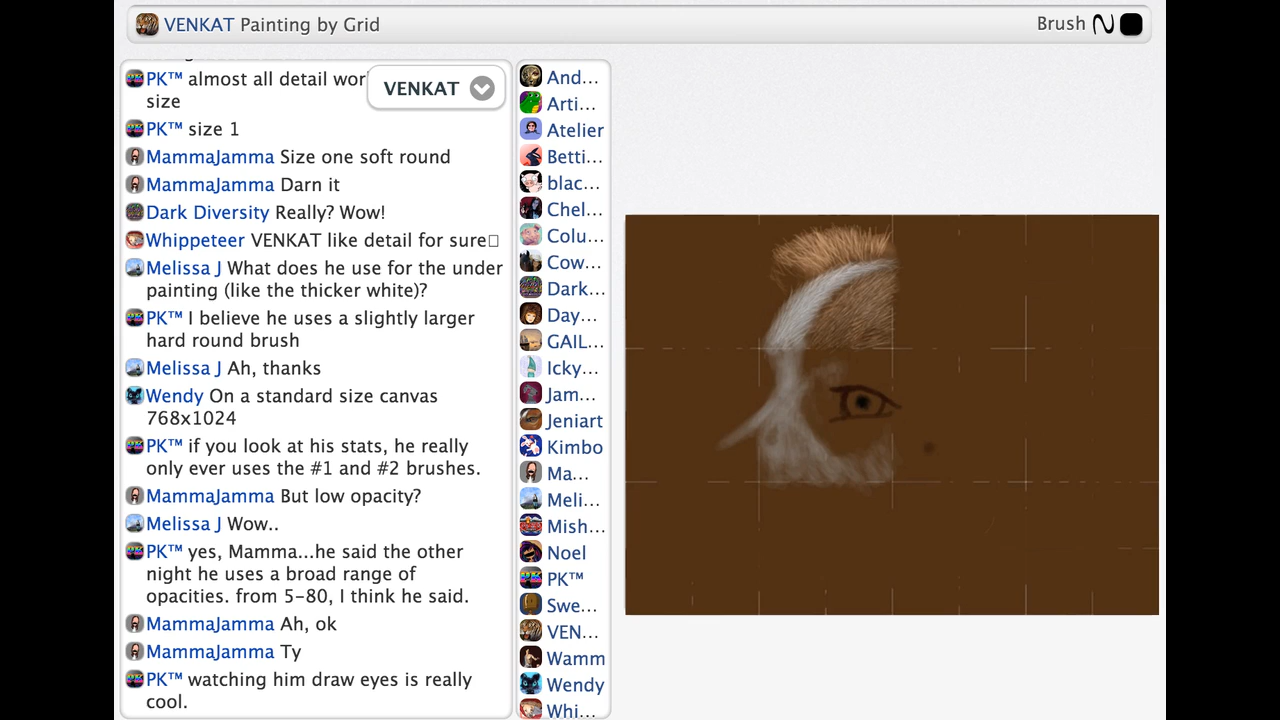 VENKAT Painting by Grid
Brush
PK™ almost all detail
size
VENKAT
PK™ size 1
MammaJamma Size one soft round
MammaJamma Darn it
Dark Diversity Really? Wow!
Whippeteer VENKAT like detail for sure
Melissa J What does he use for the under
painting (like the thicker white)?
PK™ I believe he uses a slightly larger
hard round brush
Melissa J Ah, thanks
Wendy On a standard size canvas
768x1024
PK™ if you look at his stats, he really
only ever uses the #1 and #2 brushes.
MammaJamma But low opacity?
Melissa J Wow..
PK™ yes, Mamma...he said the other
night he uses a broad range of
opacities. from 5-80, I think he said.
MammaJamma Ah, ok
MammaJamma Ty
PK™ watching him draw eyes is really
cool.
And...
Arti...
Atelier
Betti...
blac...
Chel...
Colu...
Cow...
Dark...
Day...
GAIL...
Icky...
Jam...
Jeniart
Kimbo
Ma...
Meli...
Mish...
Noel
PK™
Swe...
VEN...
Wamm
Wendy
Whi...